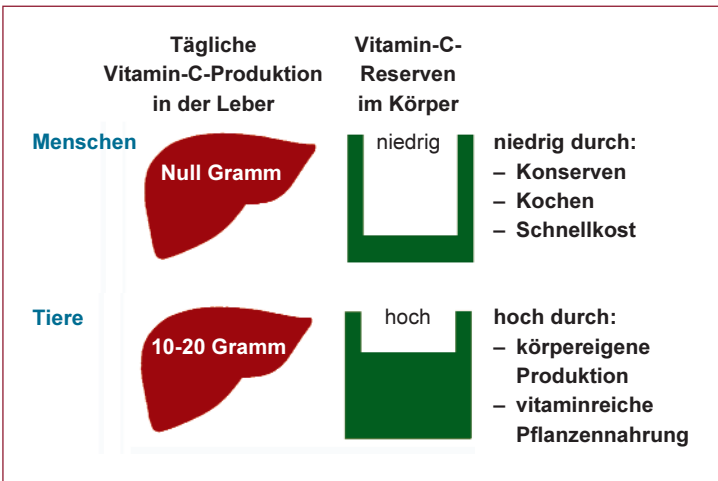 Tägliche
Vitamin-C-Produktion
in der Leber
Vitamin-C-
Reserven
im Körper
Menschen
Null Gramm
niedrig
niedrig durch:
– Konserven
– Kochen
– Schnellkost
Tiere
10-20 Gramm
hoch
hoch durch:
– körpereigene
Produktion
– vitaminreiche
Pflanzennahrung